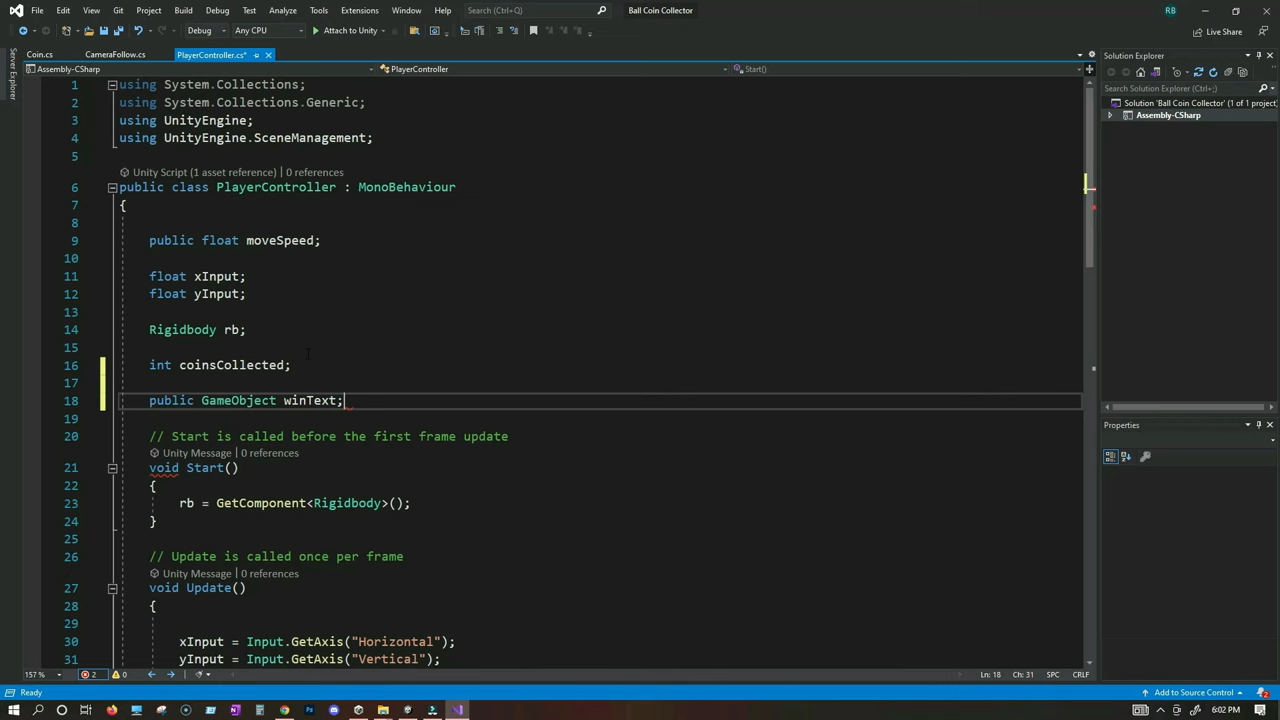 File Edit View Git Project Build Debug Test Analyze Tools Extensions Window Help Search (Ctrl+Q) Ball Coin Collector RB
Debug Any CPU Attach to Unity Live Share
Coin.cs CameraFollow.cs PlayerController.cs*
Assembly-CSharp PlayerController Start()
Server Explorer
1 using System.Collections;
2 using System.Collections.Generic;
3 using UnityEngine;
4 using UnityEngine.SceneManagement;
5
Unity Script (1 asset reference) | 0 references
6 public class PlayerController : MonoBehaviour
7 {
8
9 public float moveSpeed;
10
11 float xInput;
12 float yInput;
13
14 Rigidbody rb;
15
16 int coinsCollected;
17
18 public GameObject winText;
19
20 // Start is called before the first frame update
Unity Message | 0 references
21 void Start()
22 {
23 rb = GetComponent<Rigidbody>();
24 }
25
26 // Update is called once per frame
Unity Message | 0 references
27 void Update()
28 {
29
30 xInput = Input.GetAxis("Horizontal");
31 yInput = Input.GetAxis("Vertical");
Solution Explorer
Search Solution Explorer (Ctrl+;)
Solution 'Ball Coin Collector' (1 of 1 project)
Assembly-CSharp
Properties
157 % 2 0 Ln: 18 Ch: 31 SPC CRLF
Ready Add to Source Control
6:02 PM